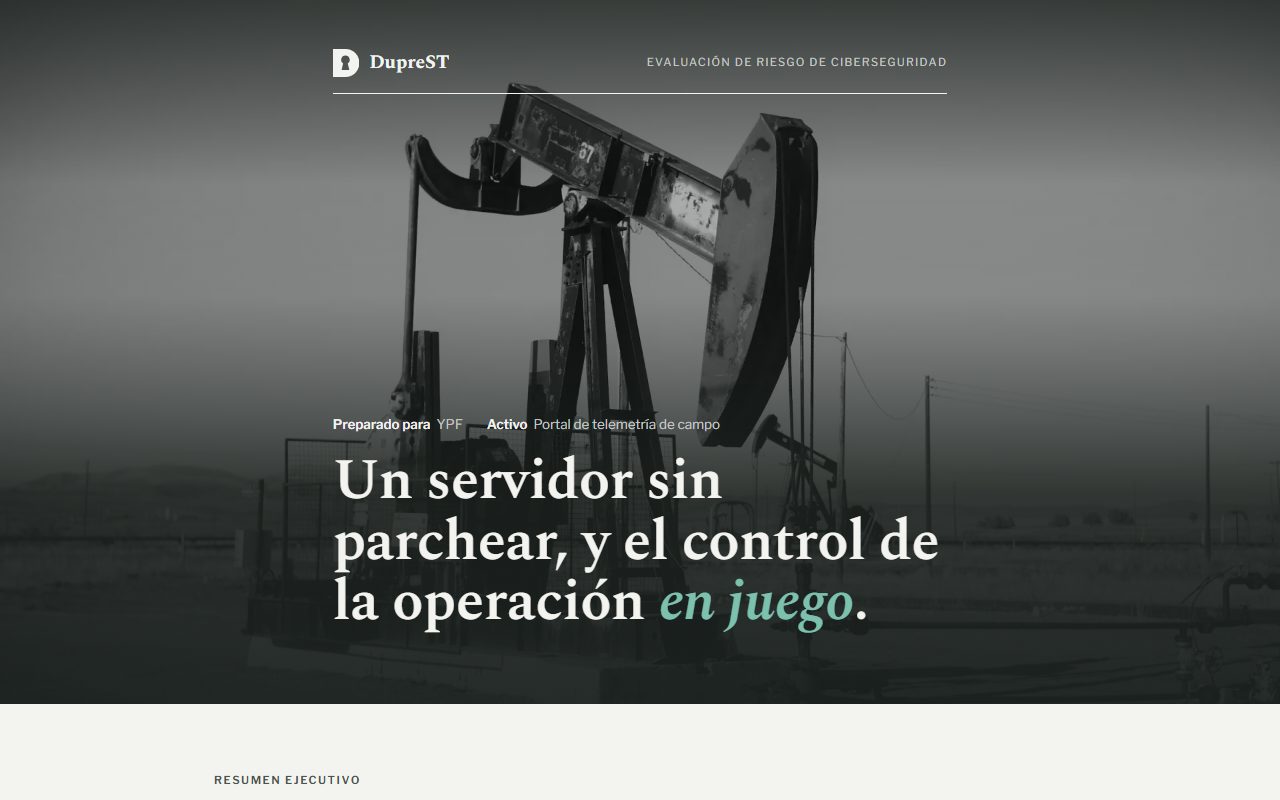 DupreST
EVALUACIÓN DE RIESGO DE CIBERSEGURIDAD
67
Preparado para YPF Activo Portal de telemetría de campo
Un servidor sin
parchear, y el control de
la operación en juego.
RESUMEN EJECUTIVO